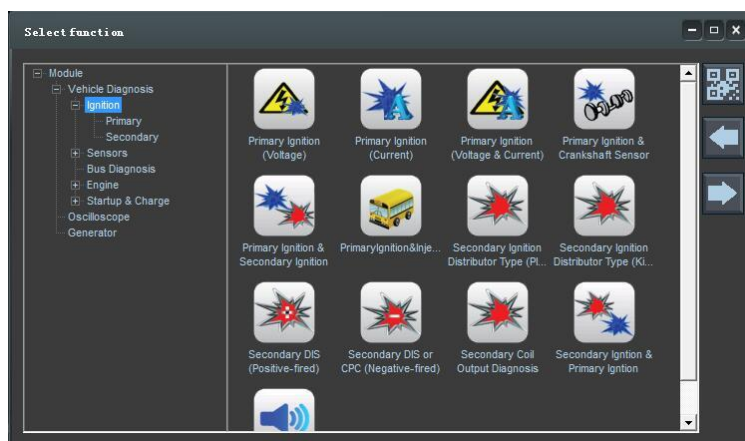 Select function
Module
Vehicle Diagnosis
Ignition
Primary
Secondary
Sensors
Bus Diagnosis
Engine
Startup & Charge
Oscilloscope
Generator
Primary Ignition
(Voltage)
Primary Ignition
(Current)
Primary Ignition
(Voltage & Current)
Primary Ignition &
Crankshaft Sensor
Primary Ignition &
Secondary Ignition
PrimaryIgnition&Inje...
Secondary Ignition
Distributor Type (Pl...
Secondary Ignition
Distributor Type (Ki...
Secondary DIS
(Positive-fired)
Secondary DIS or
CPC (Negative-fired)
Secondary Coil
Output Diagnosis
Secondary Igntion &
Primary Igntion